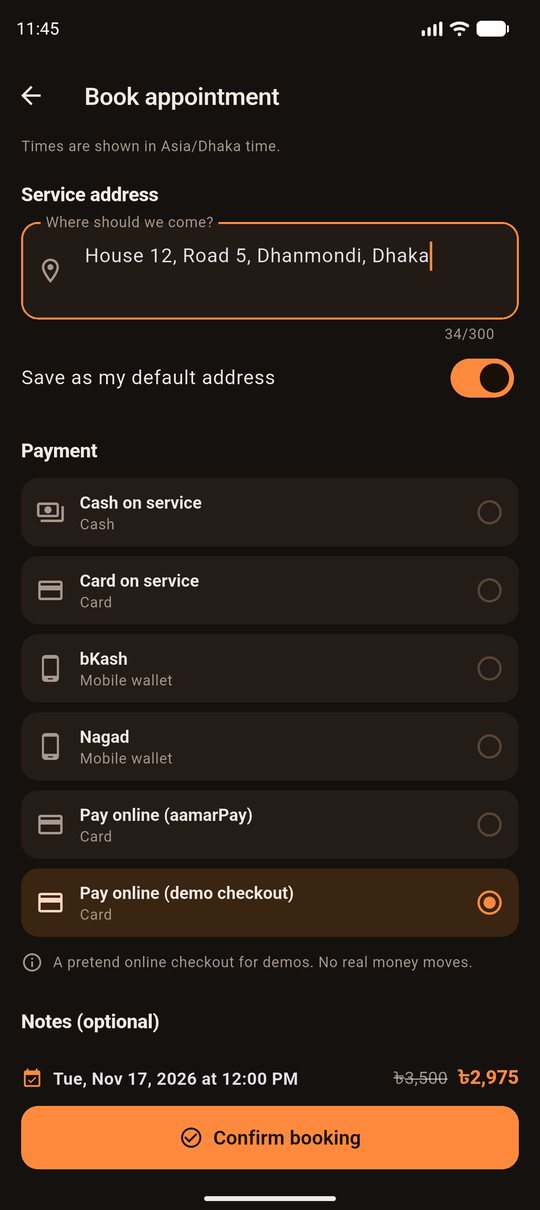 11:45
Book appointment
Times are shown in Asia/Dhaka time.
Service address
Where should we come?
House 12, Road 5, Dhanmondi, Dhaka
34/300
Save as my default address
Payment
Cash on service
Cash
Card on service
Card
bKash
Mobile wallet
Nagad
Mobile wallet
Pay online (aamarPay)
Card
Pay online (demo checkout)
Card
A pretend online checkout for demos. No real money moves.
Notes (optional)
Tue, Nov 17, 2026 at 12:00 PM ৳3,500 ৳2,975
Confirm booking